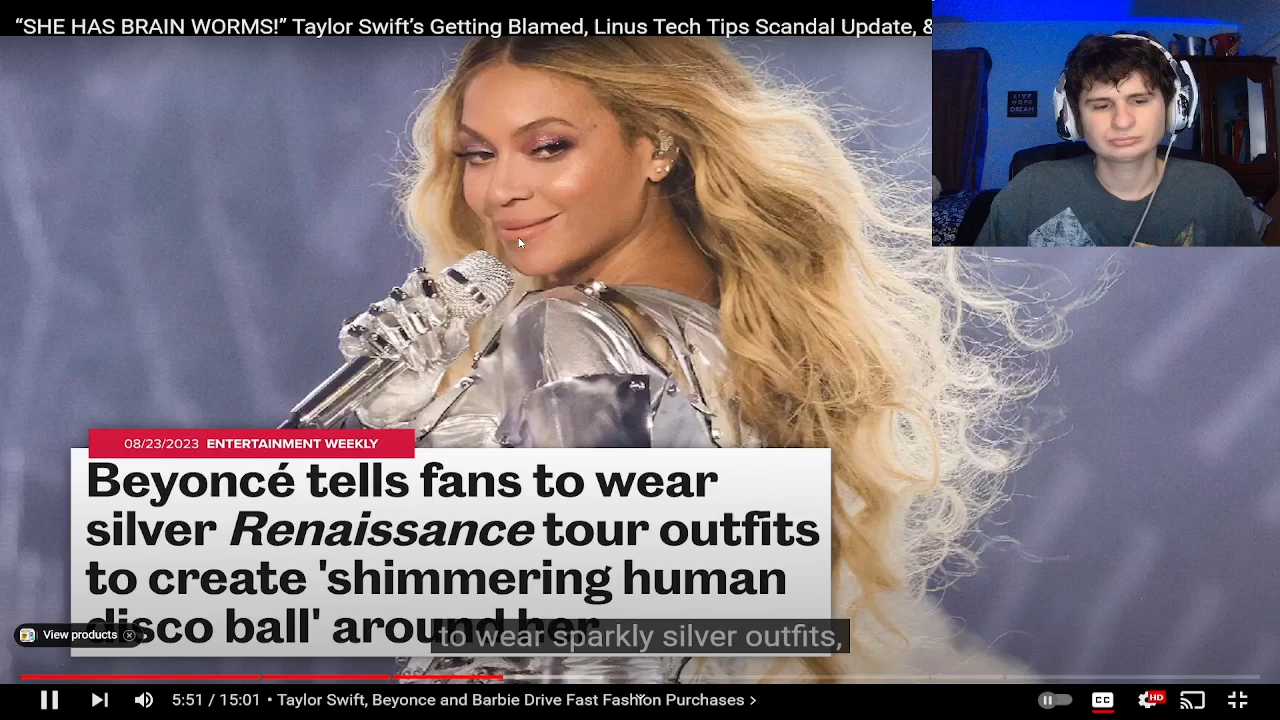 “SHE HAS BRAIN WORMS!” Taylor Swift’s Getting Blamed, Linus Tech Tips Scandal Update, &
LIVE
HOPE
DREAM
08/23/2023 ENTERTAINMENT WEEKLY
Beyoncé tells fans to wear
silver Renaissance tour outfits
to create 'shimmering human
disco ball' around her
View products
to wear sparkly silver outfits,
5:51 / 15:01 • Taylor Swift, Beyonce and Barbie Drive Fast Fashion Purchases
CC
HD